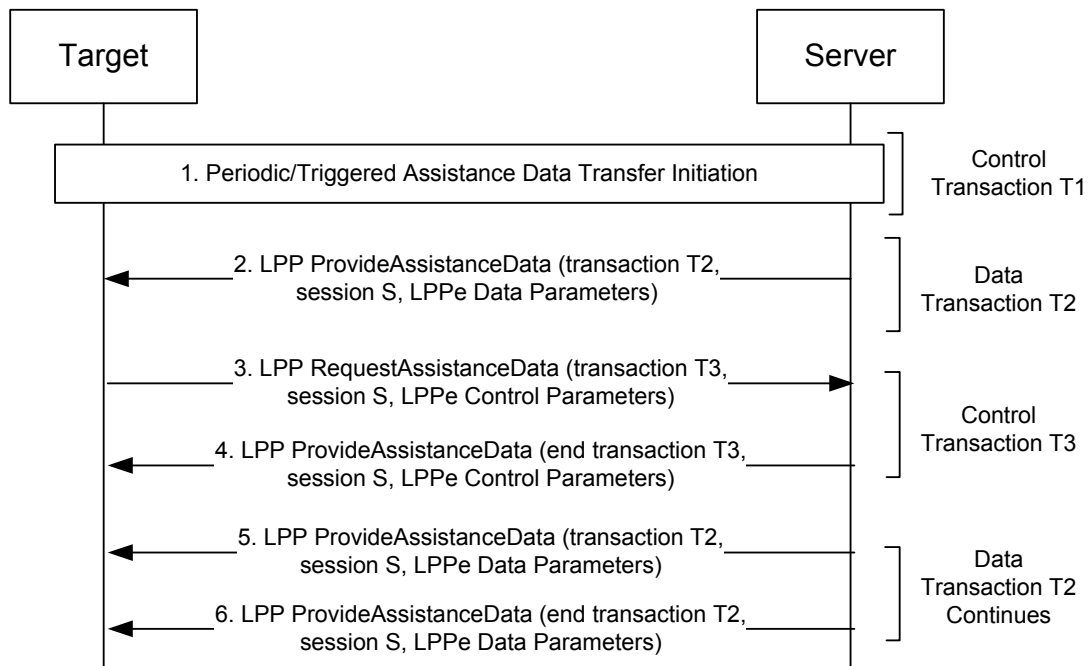 Target
Server
1. Periodic/Triggered Assistance Data Transfer Initiation
Control
Transaction T1
2. LPP ProvideAssistanceData (transaction T2,
session S, LPPe Data Parameters)
Data
Transaction T2
3. LPP RequestAssistanceData (transaction T3,
session S, LPPe Control Parameters)
4. LPP ProvideAssistanceData (end transaction T3,
session S, LPPe Control Parameters)
Control
Transaction T3
5. LPP ProvideAssistanceData (transaction T2,
session S, LPPe Data Parameters)
6. LPP ProvideAssistanceData (end transaction T2,
session S, LPPe Data Parameters)
Data
Transaction T2
Continues